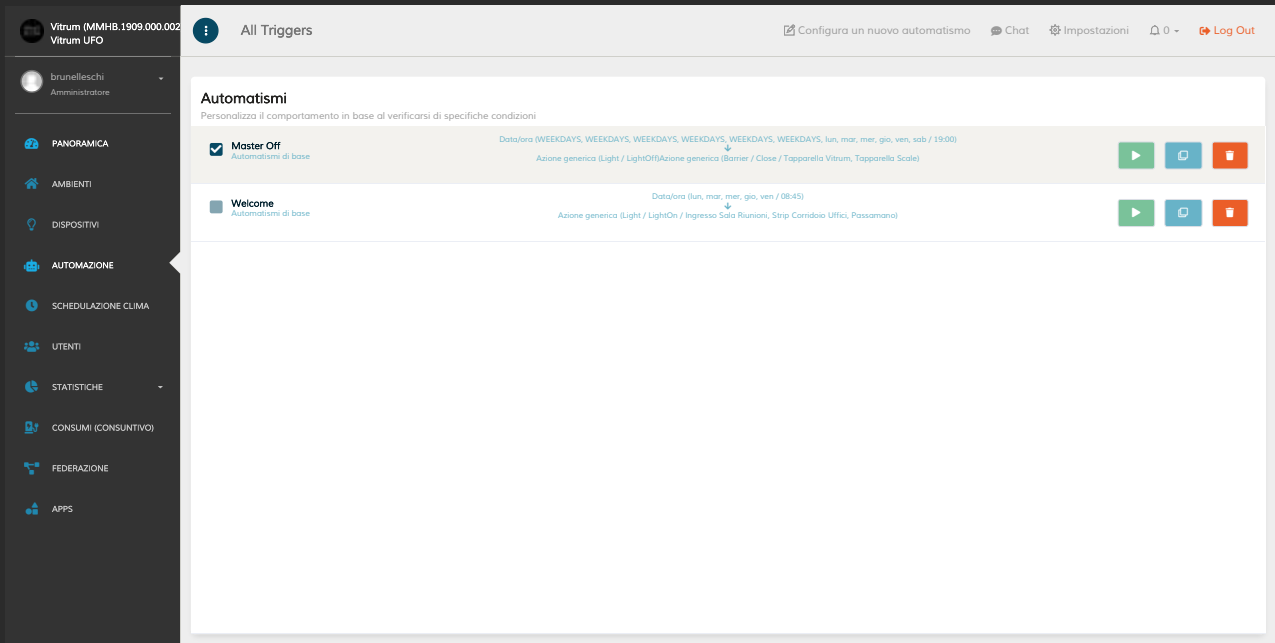 Vitrum (MMHB.1909.000.002
Vitrum UFO
All Triggers
Configura un nuovo automatismo
Chat
Impostazioni
0
Log Out
brunelleschi
Amministratore
PANORAMICA
AMBIENTI
DISPOSITIVI
AUTOMAZIONE
SCHEDULAZIONE CLIMA
UTENTI
STATISTICHE
CONSUMI (CONSUNTIVO)
FEDERAZIONE
APPS
Automatismi
Personalizza il comportamento in base al verificarsi di specifiche condizioni
Master Off
Automatismi di base
Data/ora (WEEKDAYS, WEEKDAYS, WEEKDAYS, WEEKDAYS, WEEKDAYS, WEEKDAYS, lun, mar, mer, gio, ven, sab / 19:00)
Azione generica (Light / LightOff)Azione generica (Barrier / Close / Tapparella Vitrum, Tapparella Scale)
Welcome
Automatismi di base
Data/ora (lun, mar, mer, gio, ven / 08:45)
Azione generica (Light / LightOn / Ingresso Sala Riunioni, Strip Corridoio Uffici, Passamano)